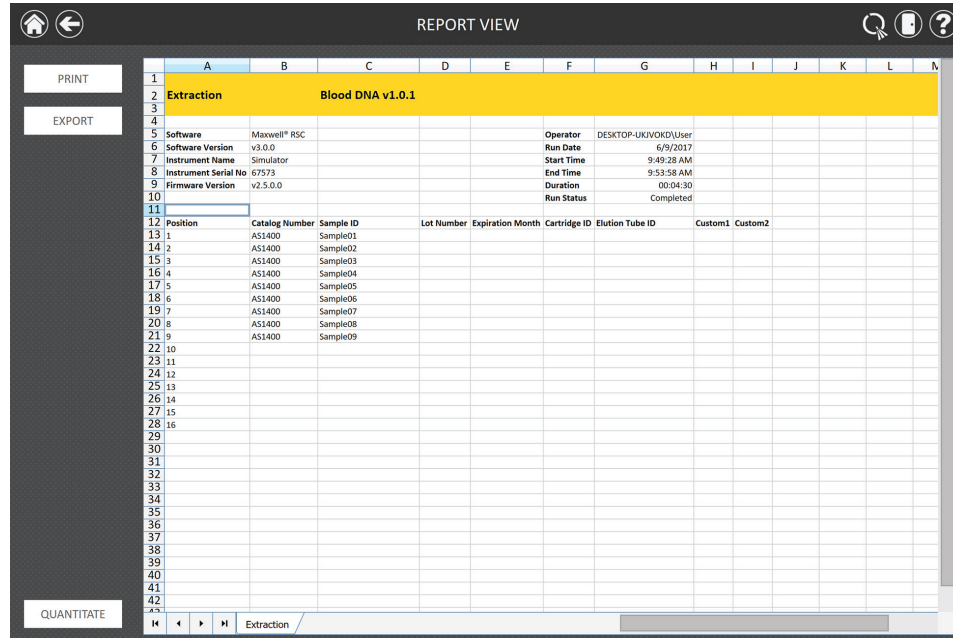 REPORT VIEW
?
PRINT
EXPORT
A B C D E F G H I J K L
1
2 Extraction Blood DNA v1.0.1
3
4
5 Software Maxwell® RSC Operator DESKTOP-UKJVOKD\User
6 Software Version v3.0.0 Run Date 6/9/2017
7 Instrument Name Simulator Start Time 9:49:28 AM
8 Instrument Serial No 67573 End Time 9:53:58 AM
9 Firmware Version v2.5.0.0 Duration 00:04:30
10 Run Status Completed
11
12 Position Catalog Number Sample ID Lot Number Expiration Month Cartridge ID Elution Tube ID Custom1 Custom2
13 1 AS1400 Sample01
14 2 AS1400 Sample02
15 3 AS1400 Sample03
16 4 AS1400 Sample04
17 5 AS1400 Sample05
18 6 AS1400 Sample06
19 7 AS1400 Sample07
20 8 AS1400 Sample08
21 9 AS1400 Sample09
22 10
23 11
24 12
25 13
26 14
27 15
28 16
29
30
31
32
33
34
35
36
37
38
39
40
41
42
QUANTITATE
Extraction